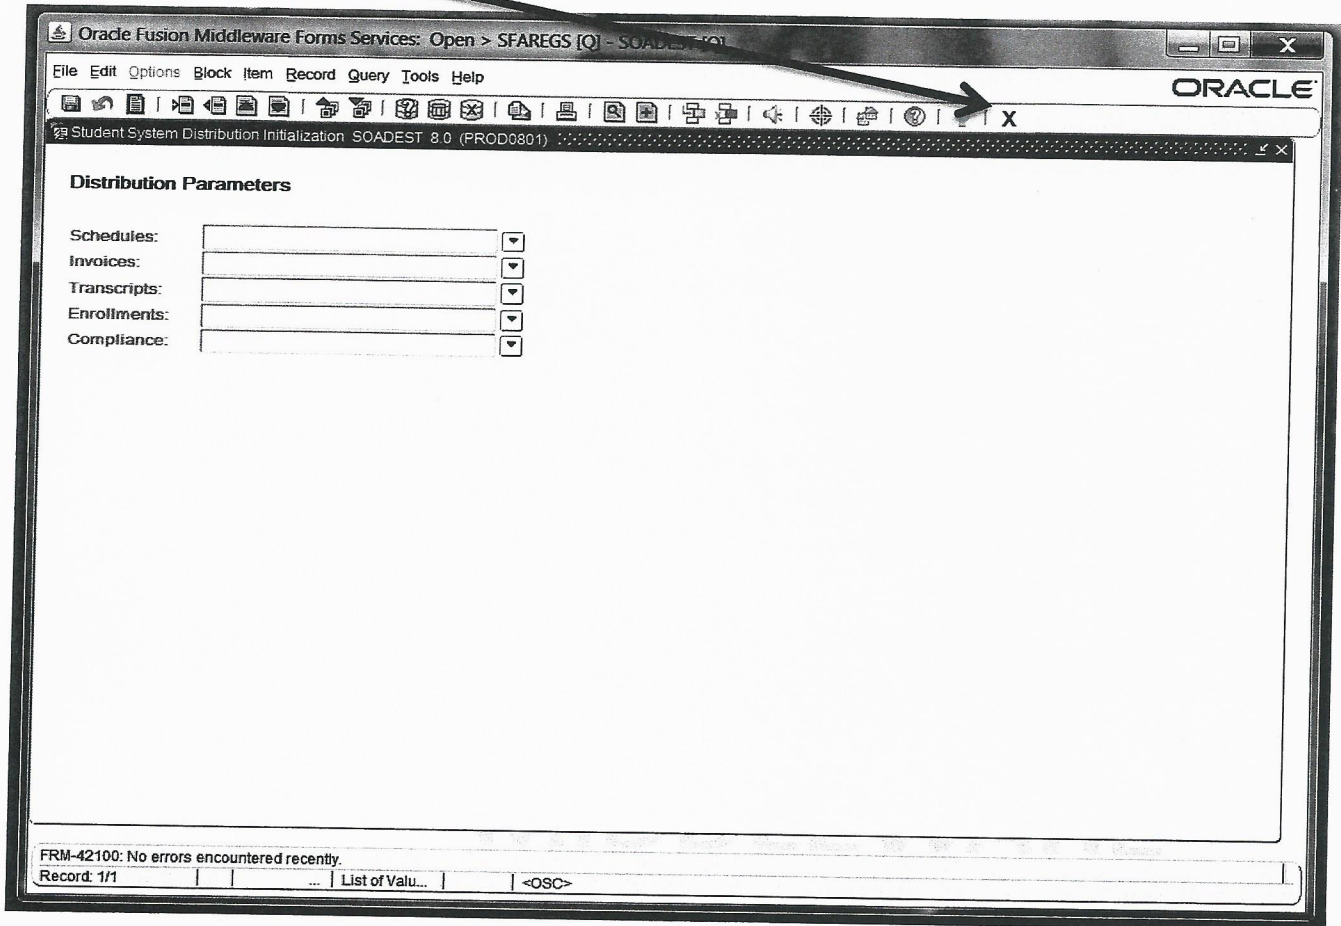 Oracle Fusion Middleware Forms Services: Open > SFAREGS [Q] - SOADEST [Q]
File Edit Options Block Item Record Query Tools Help
ORACLE
X
Student System Distribution Initialization SOADEST 8.0 (PROD0801)
Distribution Parameters
Schedules:
Invoices:
Transcripts:
Enrollments:
Compliance:
FRM-42100: No errors encountered recently.
Record: 1/1 ... List of Valu... <OSC>